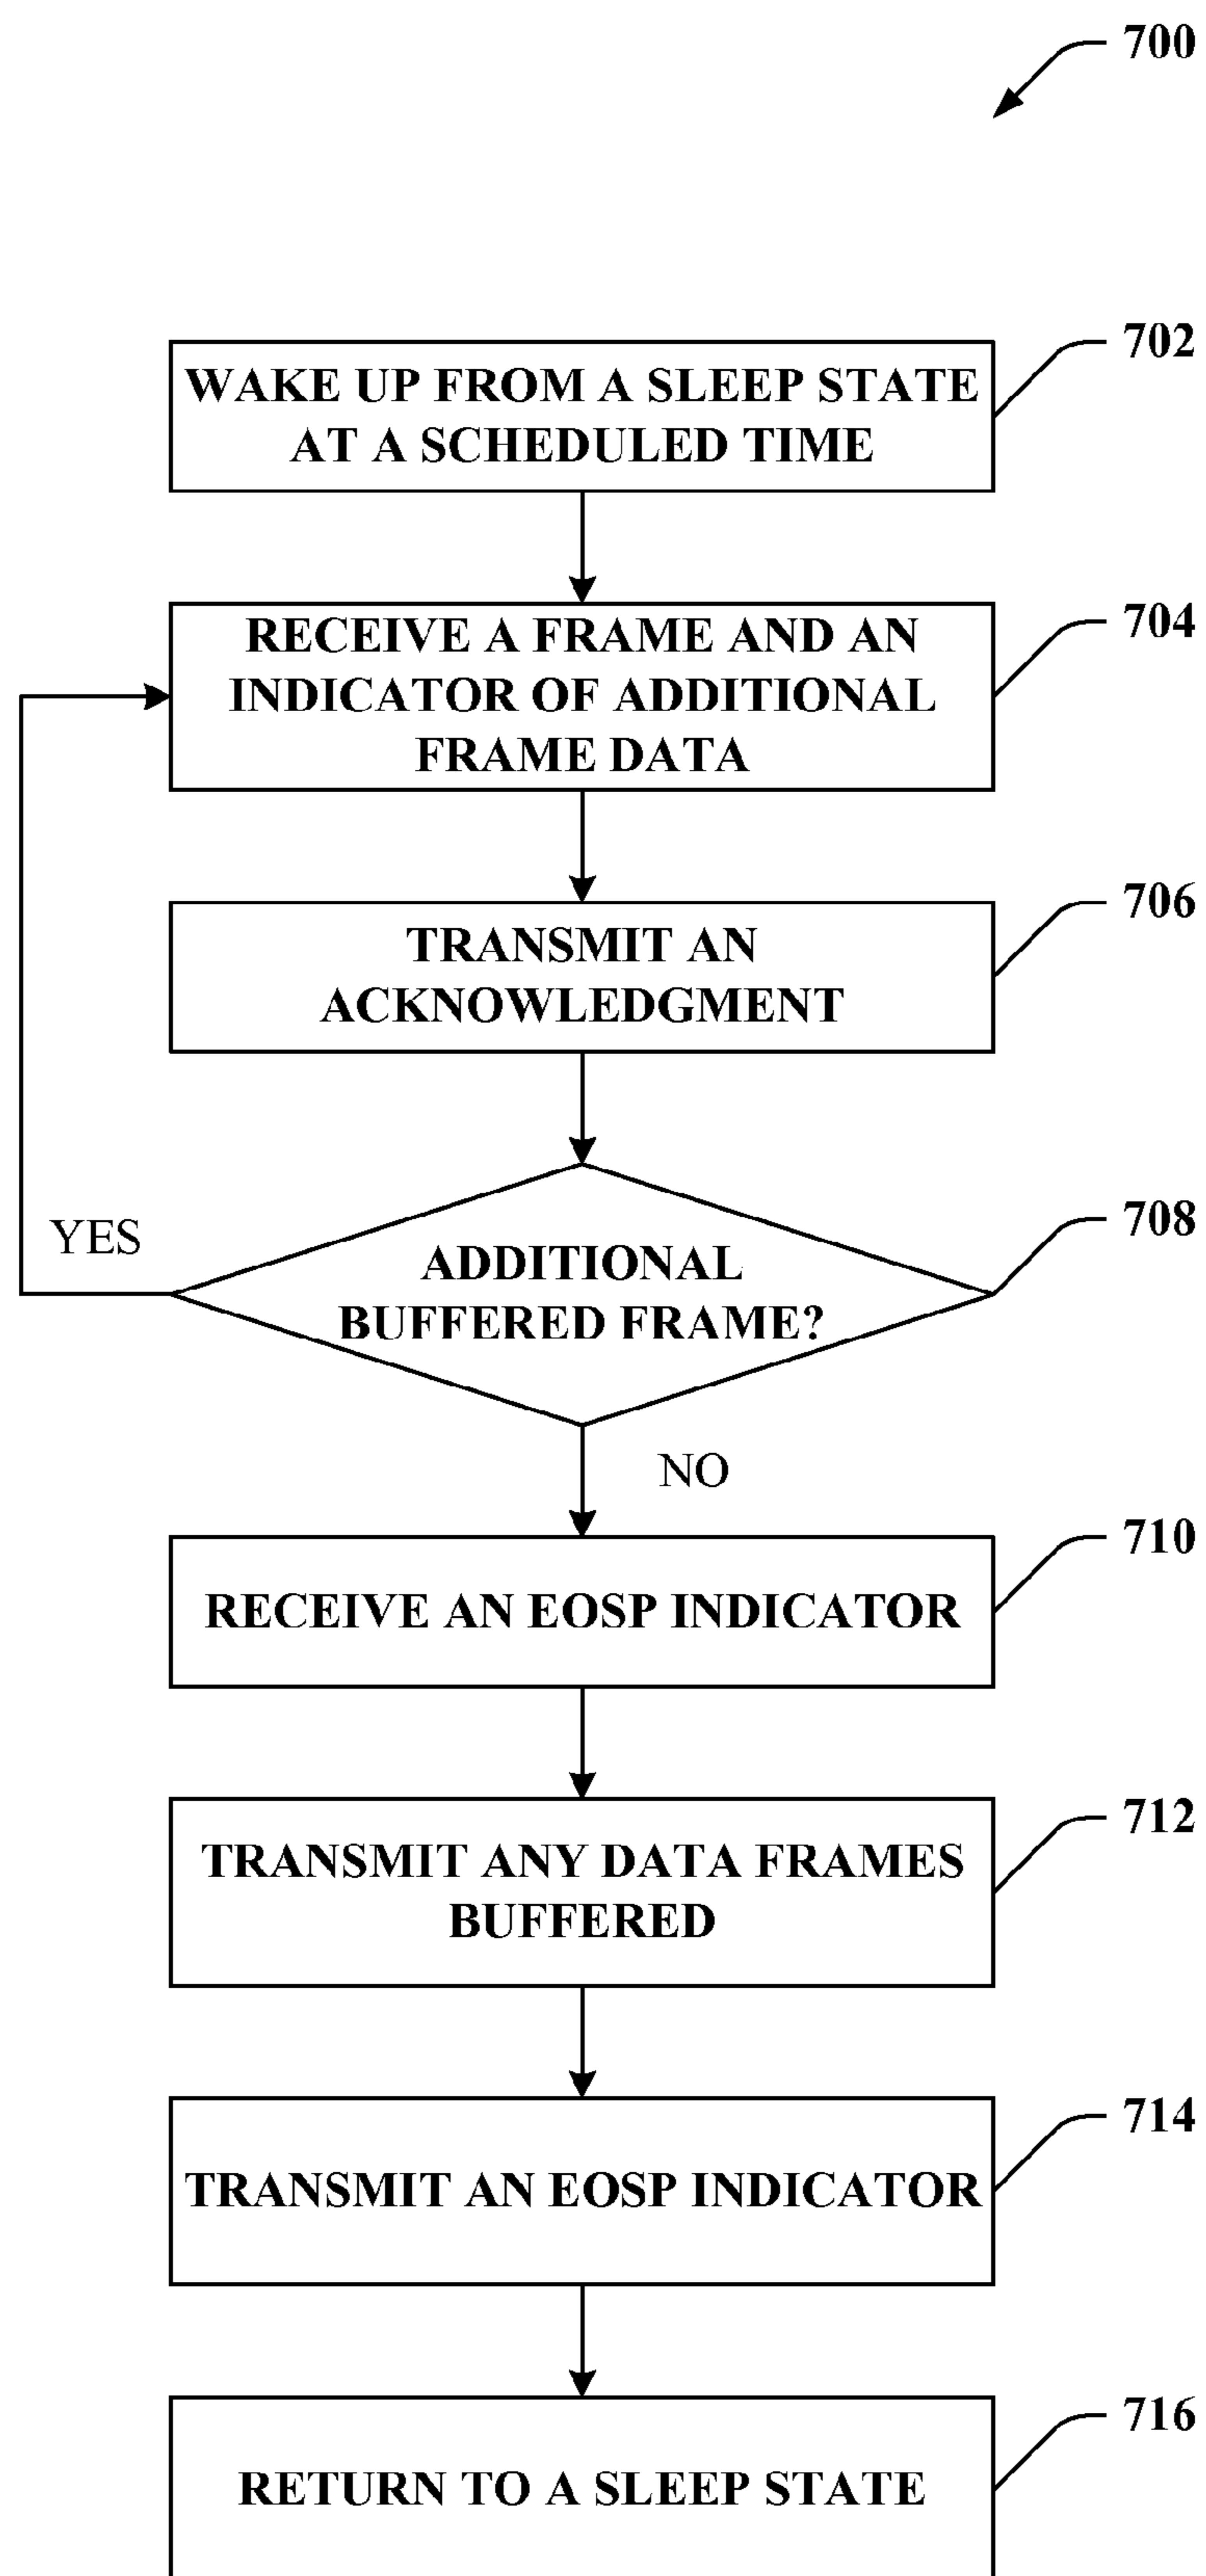 700
702
WAKE UP FROM A SLEEP STATE
AT A SCHEDULED TIME
704
RECEIVE A FRAME AND AN
INDICATOR OF ADDITIONAL
FRAME DATA
706
TRANSMIT AN
ACKNOWLEDGMENT
708
YES
ADDITIONAL
BUFFERED FRAME?
NO
710
RECEIVE AN EOSP INDICATOR
712
TRANSMIT ANY DATA FRAMES
BUFFERED
714
TRANSMIT AN EOSP INDICATOR
716
RETURN TO A SLEEP STATE